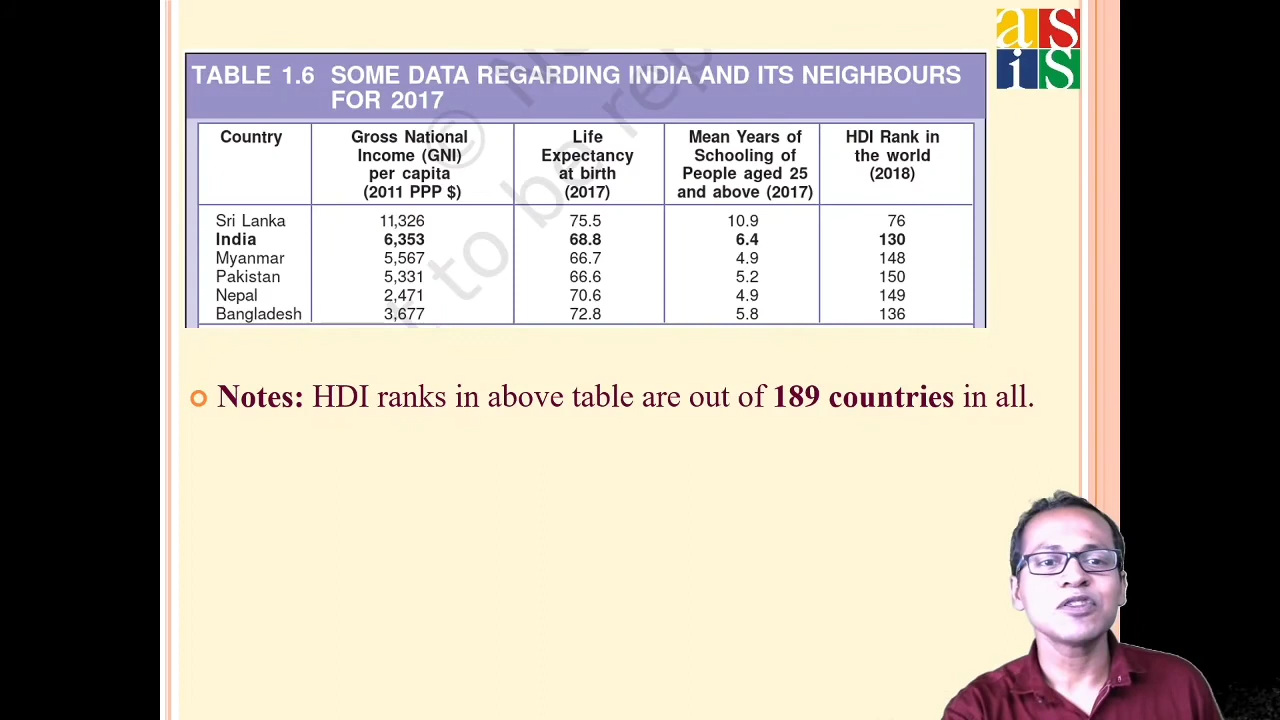 as
is
TABLE 1.6 SOME DATA REGARDING INDIA AND ITS NEIGHBOURS
FOR 2017
Country Gross National Income (GNI) per capita (2011 PPP $) Life Expectancy at birth (2017) Mean Years of Schooling of People aged 25 and above (2017) HDI Rank in the world (2018)
Sri Lanka 11,326 75.5 10.9 76
India 6,353 68.8 6.4 130
Myanmar 5,567 66.7 4.9 148
Pakistan 5,331 66.6 5.2 150
Nepal 2,471 70.6 4.9 149
Bangladesh 3,677 72.8 5.8 136
Notes: HDI ranks in above table are out of 189 countries in all.